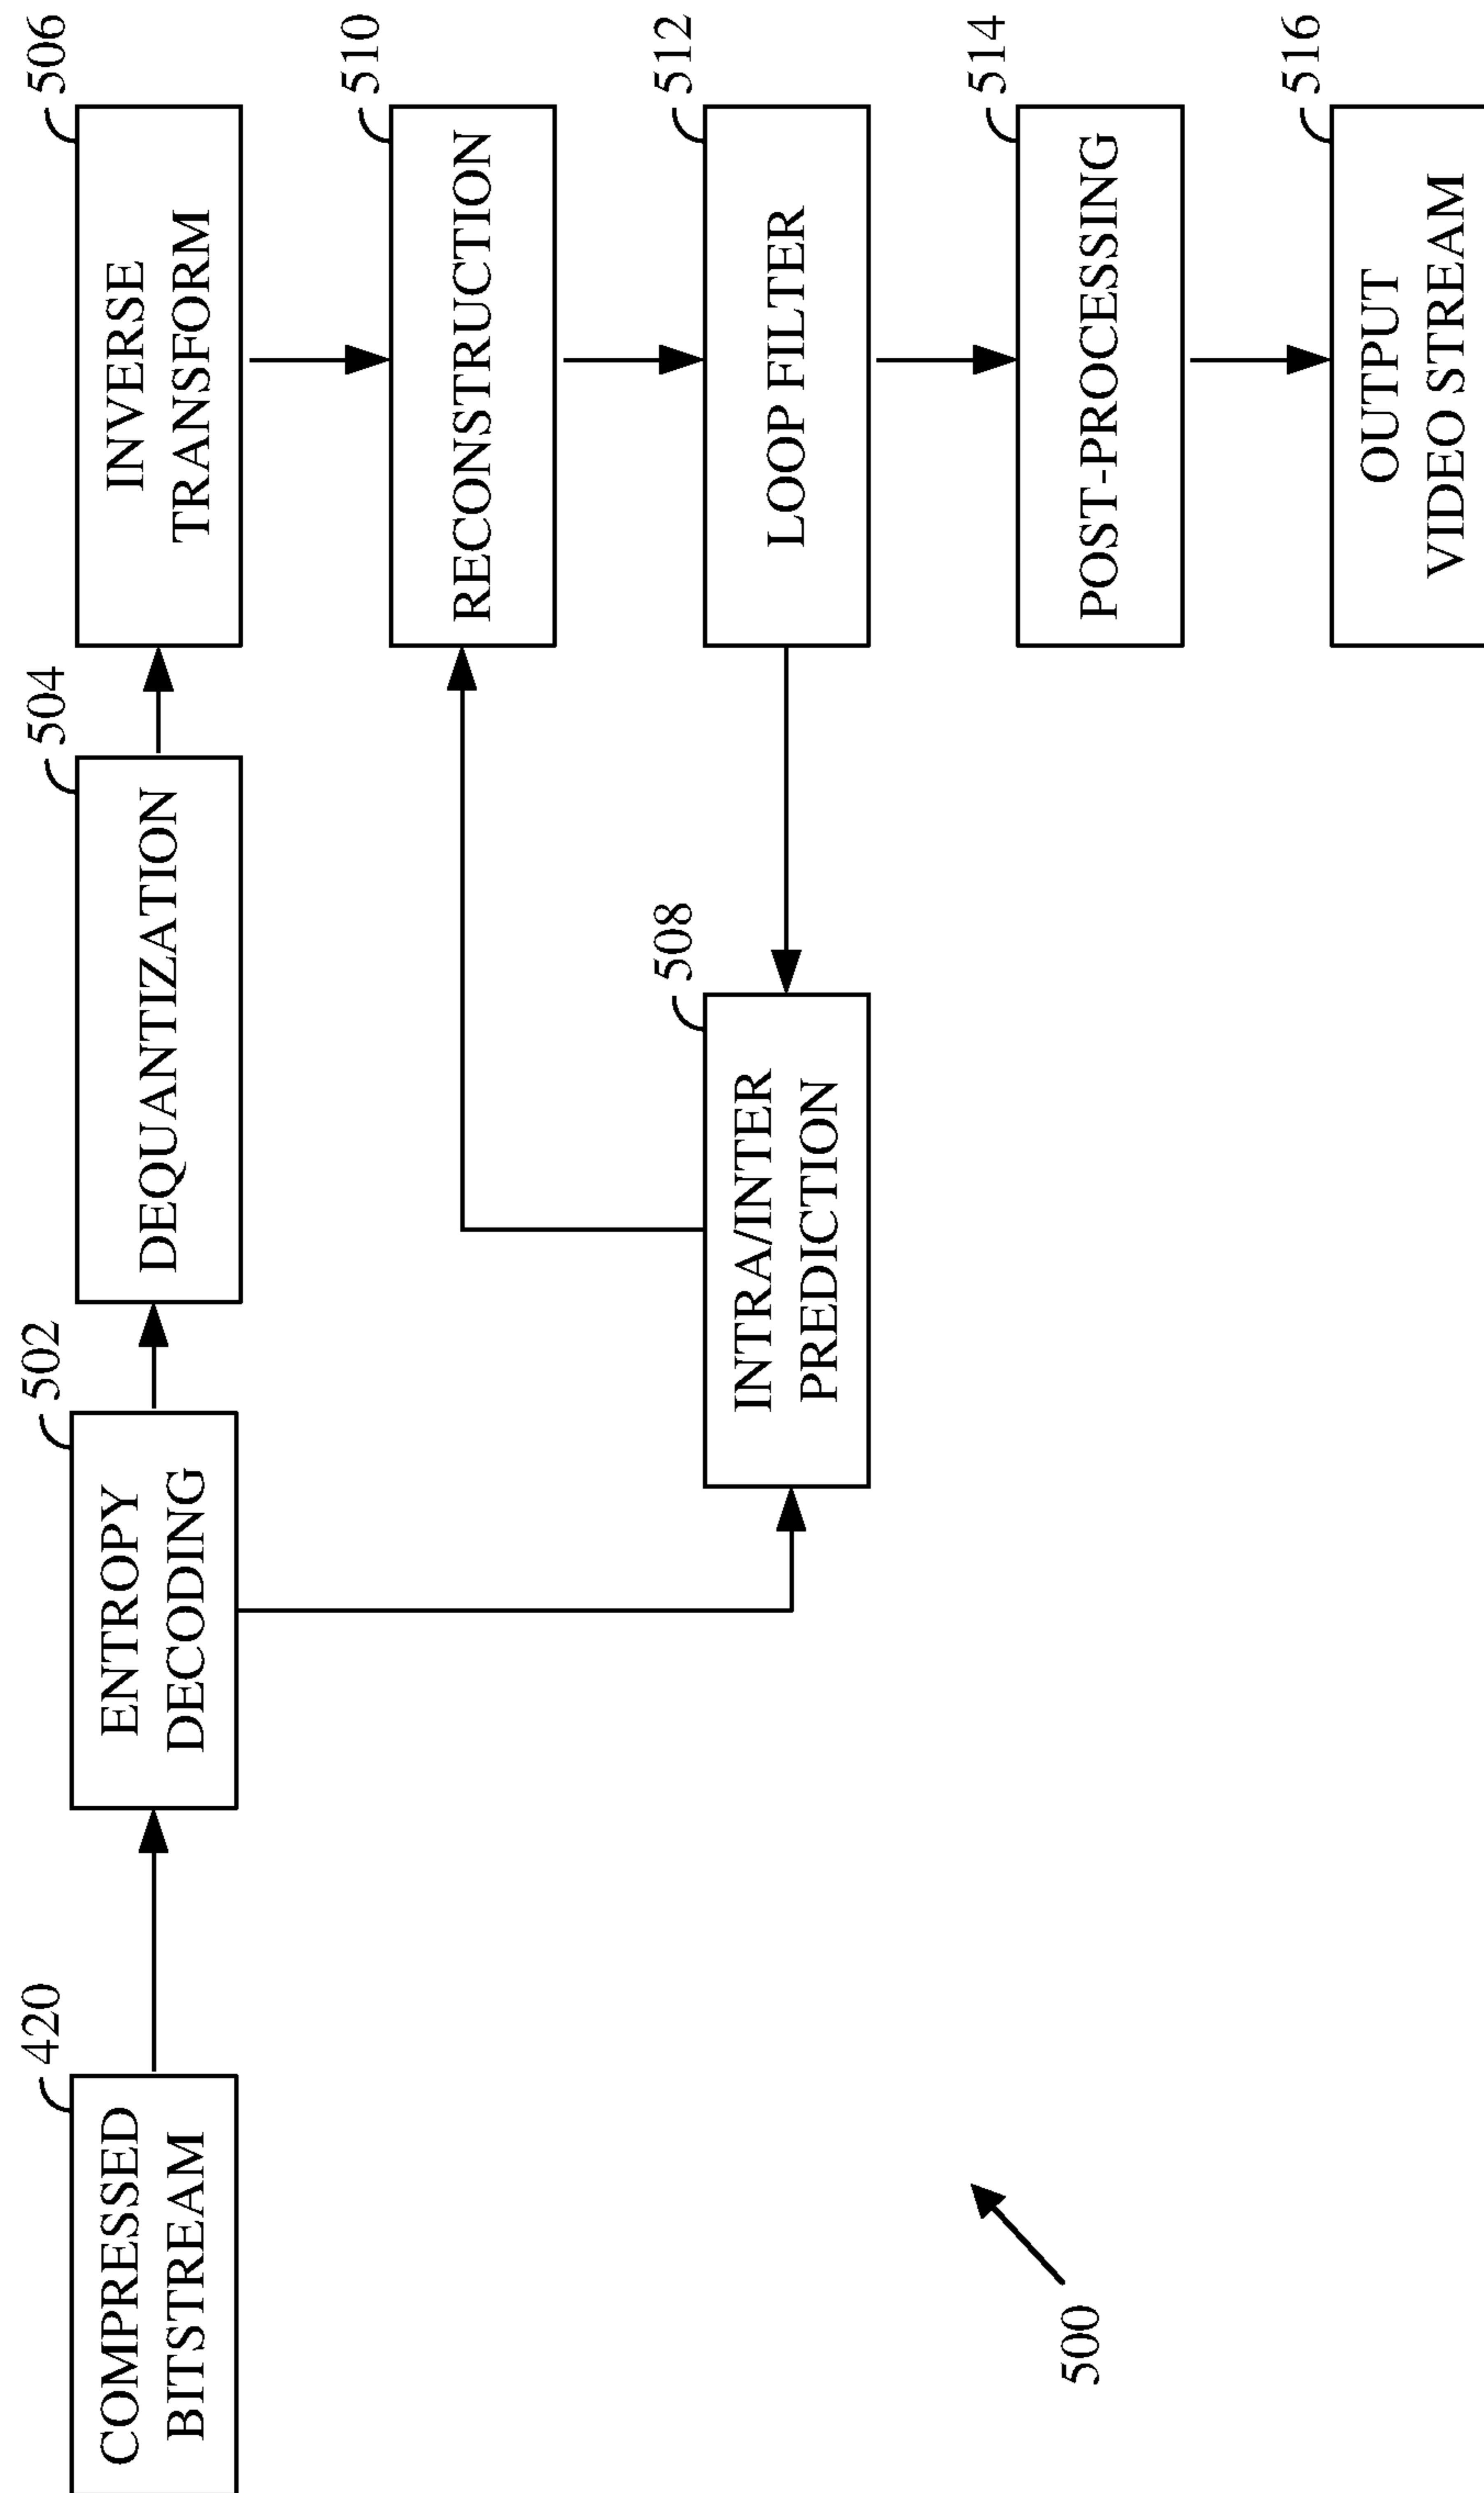 420
COMPRESSED
BITSTREAM
502
ENTROPY
DECODING
504
DEQUANTIZATION
506
INVERSE
TRANSFORM
510
RECONSTRUCTION
508
INTRA/INTER
PREDICTION
512
LOOP FILTER
514
POST-PROCESSING
516
OUTPUT
VIDEO STREAM
500